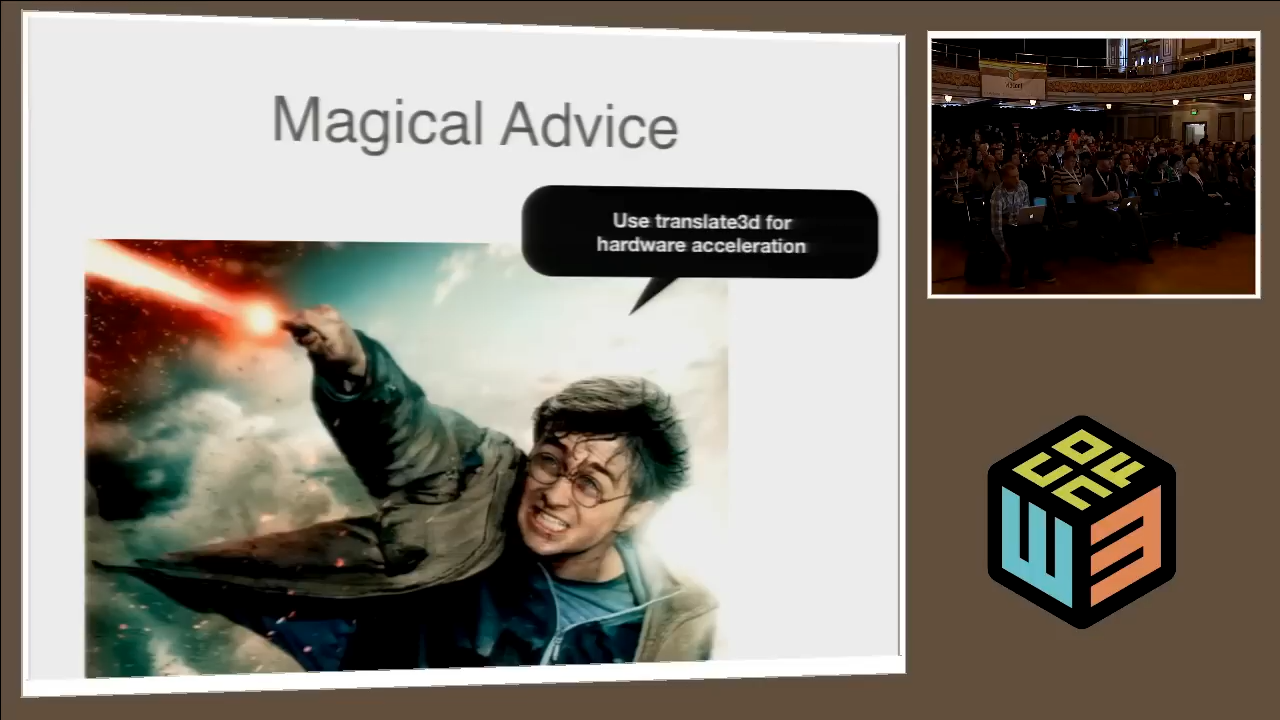 Magical Advice
Use translate3d for
hardware acceleration
W3
CONF